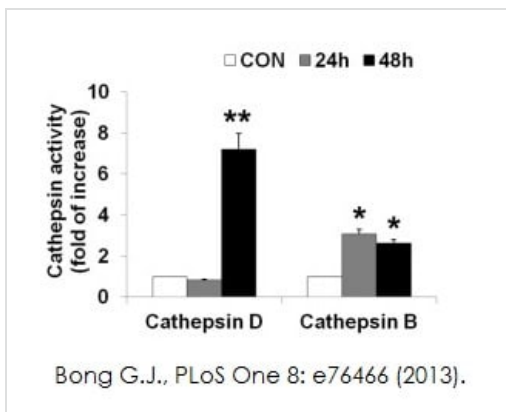 CON 24h 48h
Cathepsin activity
(fold of increase)
10
8
6
4
2
0
**
*
*
Cathepsin D
Cathepsin B
Bong G.J., PLoS One 8: e76466 (2013).